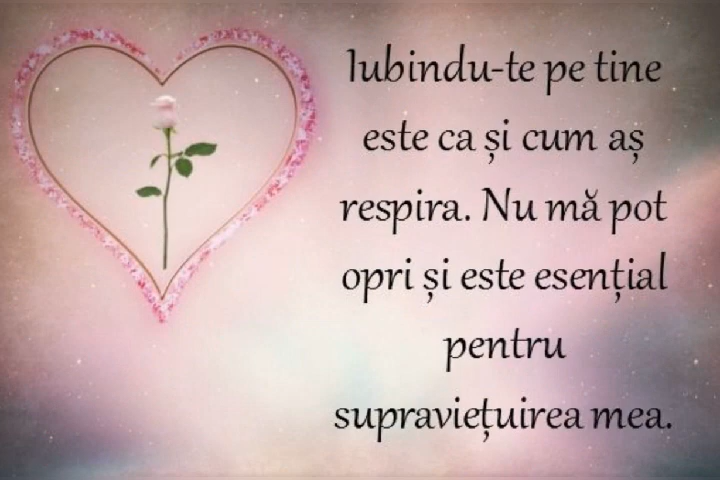 Iubindu-te pe tine
este ca și cum aș
respira. Nu mă pot
opri și este esențial
pentru
supraviețuirea mea.